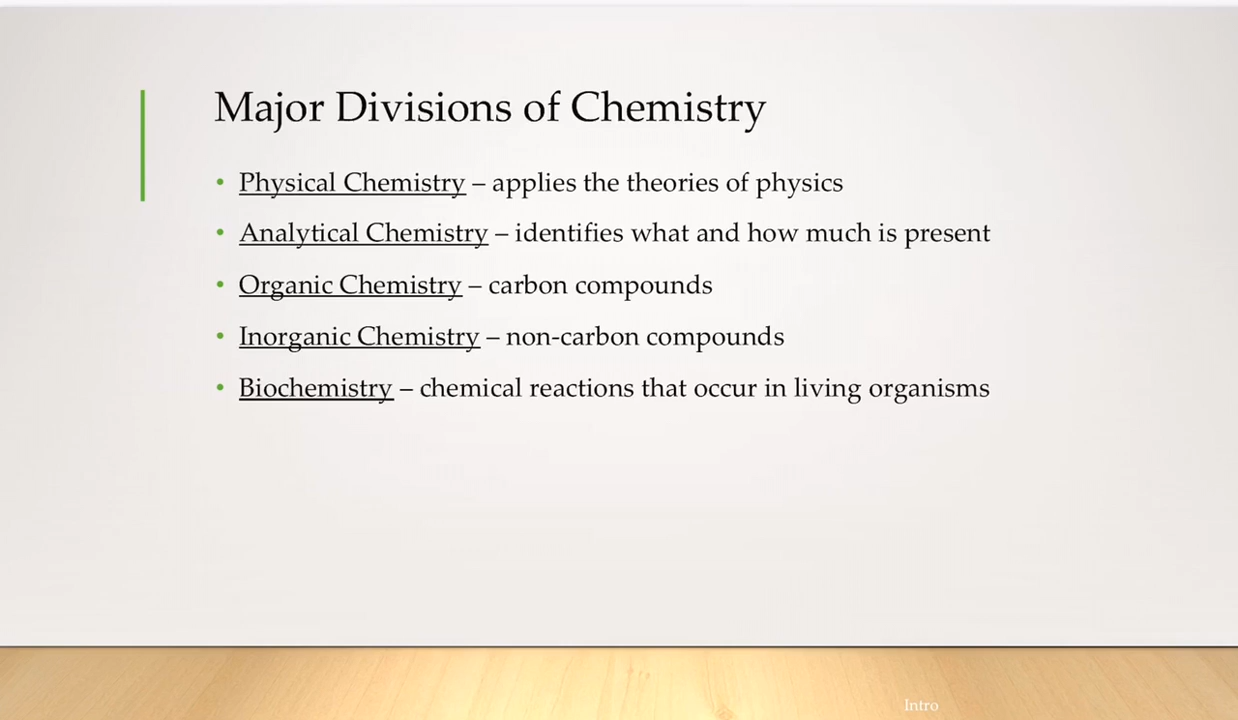 Major Divisions of Chemistry
• Physical Chemistry – applies the theories of physics
• Analytical Chemistry – identifies what and how much is present
• Organic Chemistry – carbon compounds
• Inorganic Chemistry – non-carbon compounds
• Biochemistry – chemical reactions that occur in living organisms
Intro